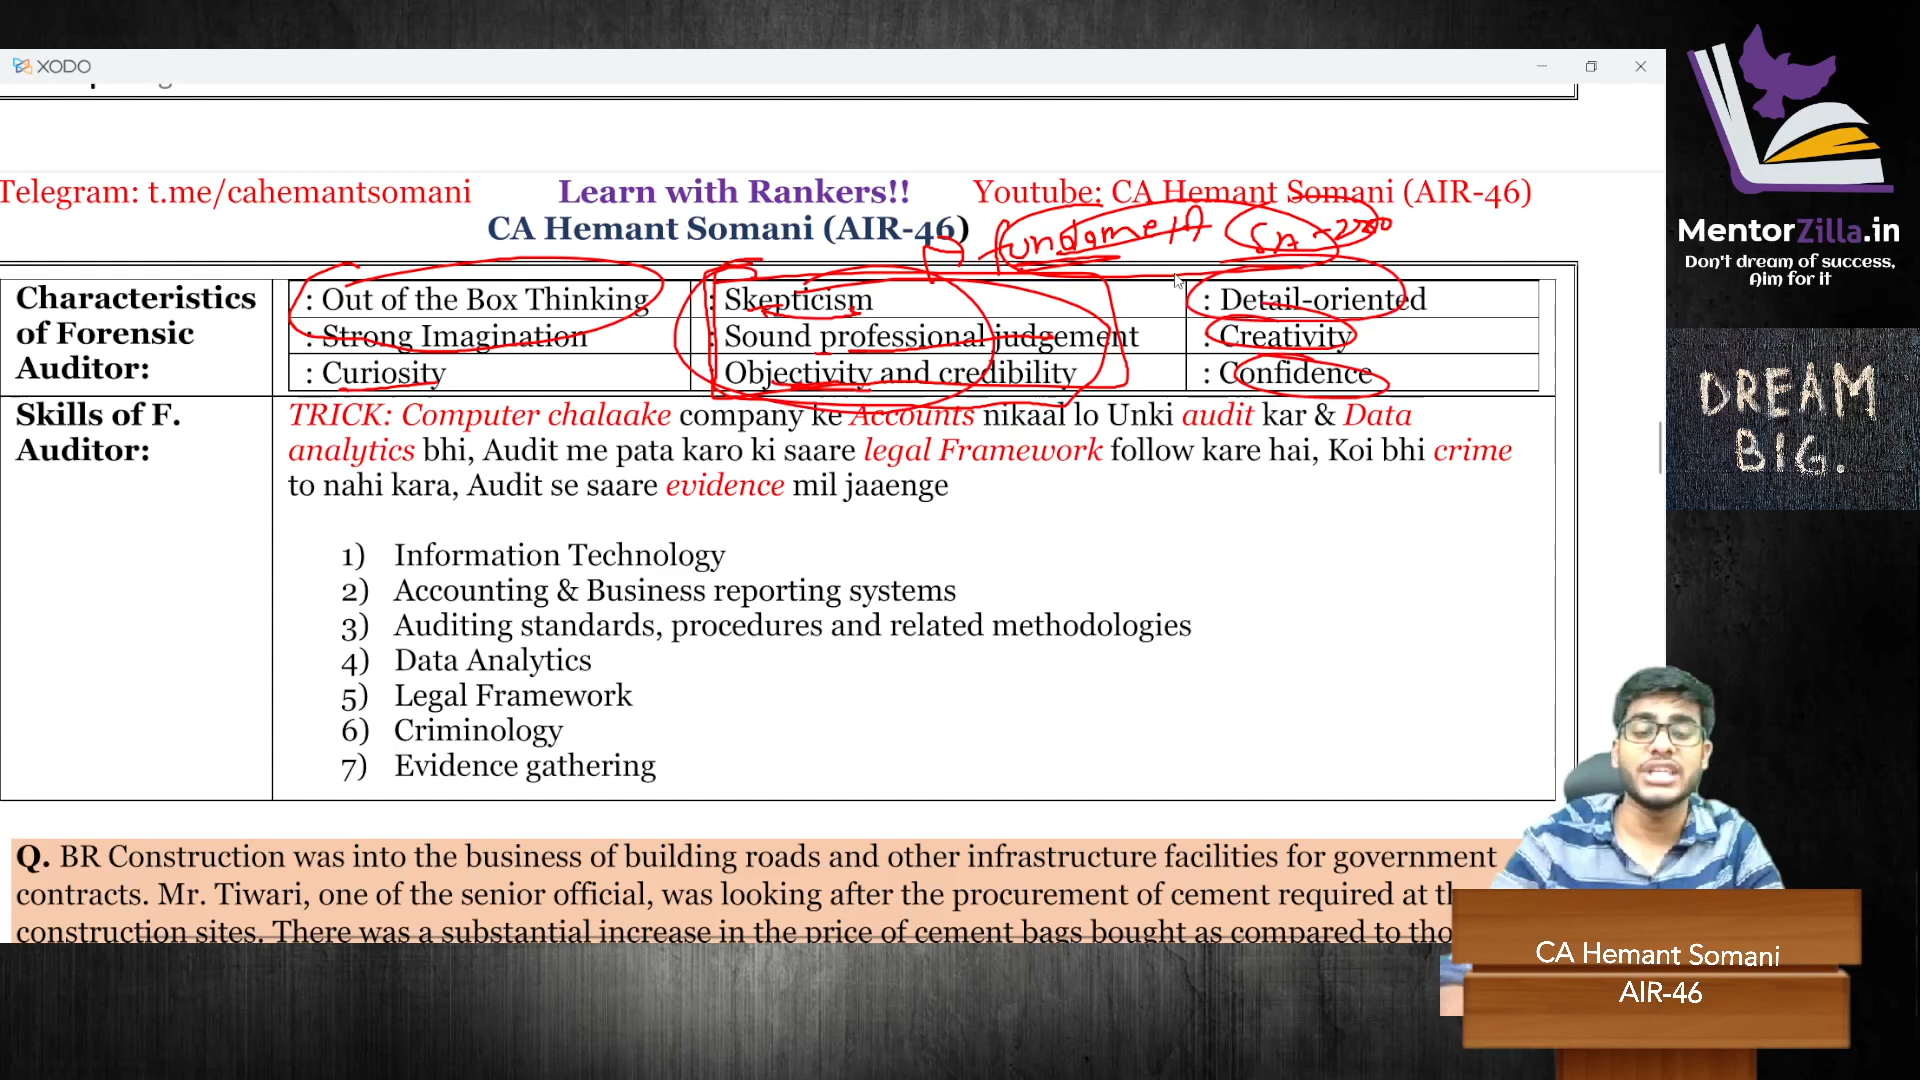 XODO
Telegram: t.me/cahemantsomani Learn with Rankers!! Youtube: CA Hemant Somani (AIR-46)
CA Hemant Somani (AIR-46)
fundament
SA - 2200
Characteristics of Forensic Auditor:
: Out of the Box Thinking : Skepticism : Detail-oriented
: Strong Imagination : Sound professional judgement : Creativity
: Curiosity : Objectivity and credibility : Confidence
Skills of F. Auditor:
TRICK: Computer chalaake company ke Accounts nikaal lo Unki audit kar & Data
analytics bhi, Audit me pata karo ki saare legal Framework follow kare hai, Koi bhi crime
to nahi kara, Audit se saare evidence mil jaaenge
1) Information Technology
2) Accounting & Business reporting systems
3) Auditing standards, procedures and related methodologies
4) Data Analytics
5) Legal Framework
6) Criminology
7) Evidence gathering
Q. BR Construction was into the business of building roads and other infrastructure facilities for government
contracts. Mr. Tiwari, one of the senior official, was looking after the procurement of cement required at
construction sites. There was a substantial increase in the price of cement bags bought as compared to
MentorZilla.in
Don't dream of success,
Aim for it
DREAM
BIG.
CA Hemant Somani
AIR-46